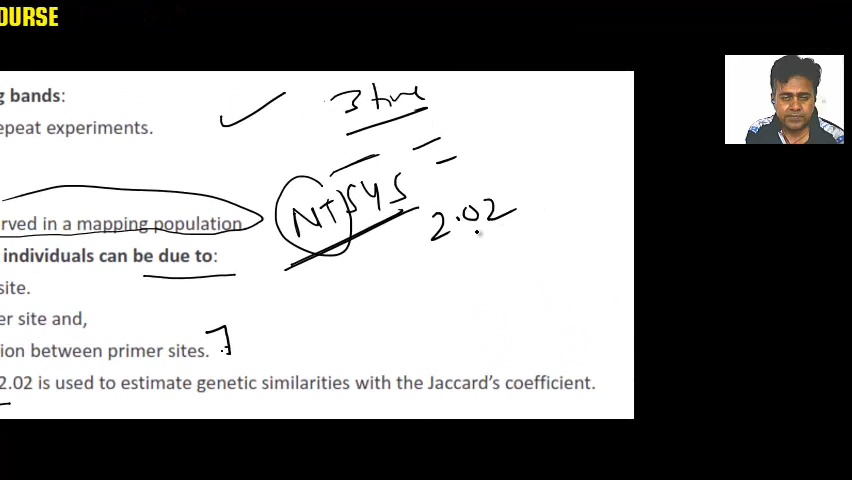 OURSE
g bands:
3 time
epeat experiments.
NTSYS
2.02
rved in a mapping population
individuals can be due to:
site.
er site and,
ion between primer sites.
2.02 is used to estimate genetic similarities with the Jaccard's coefficient.